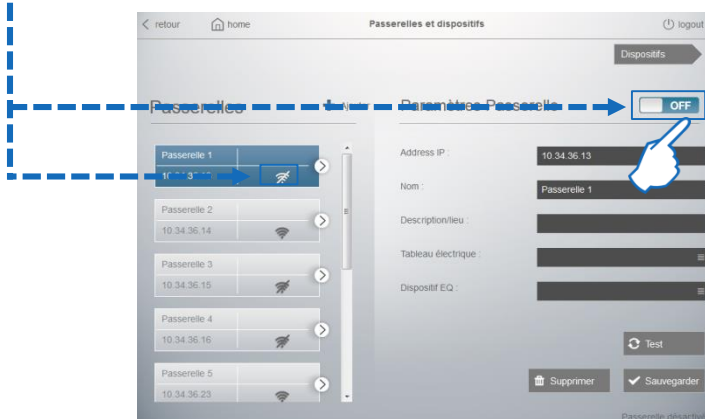 retour
home
Passerelles et dispositifs
logout
Dispositifs
Passerelles
Paramètres Passerelle
OFF
Passerelle 1
Address IP :
10.34.36.13
Nom :
Passerelle 1
Passerelle 2
10.34.36.14
Description/lieu :
Passerelle 3
10.34.36.15
Tableau électrique :
Dispositif EQ :
Passerelle 4
10.34.36.16
Test
Passerelle 5
10.34.36.23
Supprimer
Sauvegarder